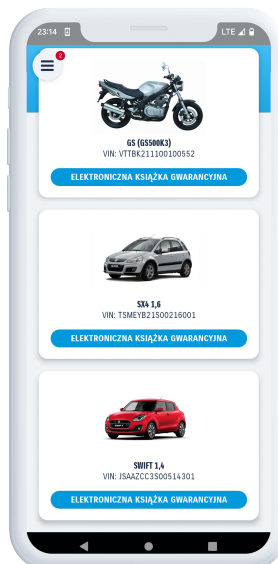 23:14
LTE
2
GS (GS500K3)
VIN: VTTBK211100100552
ELEKTRONICZNA KSIĄŻKA GWARANCYJNA
SX4 1,6
VIN: TSMEYB21S00216001
ELEKTRONICZNA KSIĄŻKA GWARANCYJNA
SWIFT 1,4
VIN: JSAAZCC3S00514301
ELEKTRONICZNA KSIĄŻKA GWARANCYJNA